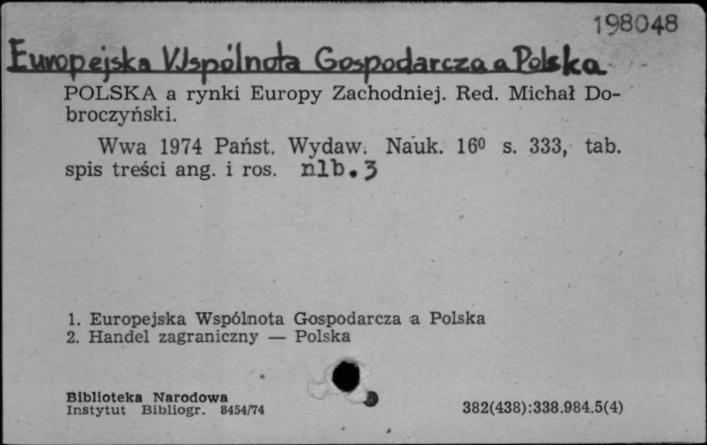 198048
Europejska Wspólnota Gospodarcza a Polska
POLSKA a rynki Europy Zachodniej. Red. Michał Do-
broczyński.
Wwa 1974 Państ. Wydaw. Nauk. 16⁰ s. 333, tab.
spis treści ang. i ros. nlb. 3
1. Europejska Wspólnota Gospodarcza a Polska
2. Handel zagraniczny — Polska
Biblioteka Narodowa
Instytut Bibliogr. 8454/74 382(438):338.984.5(4)